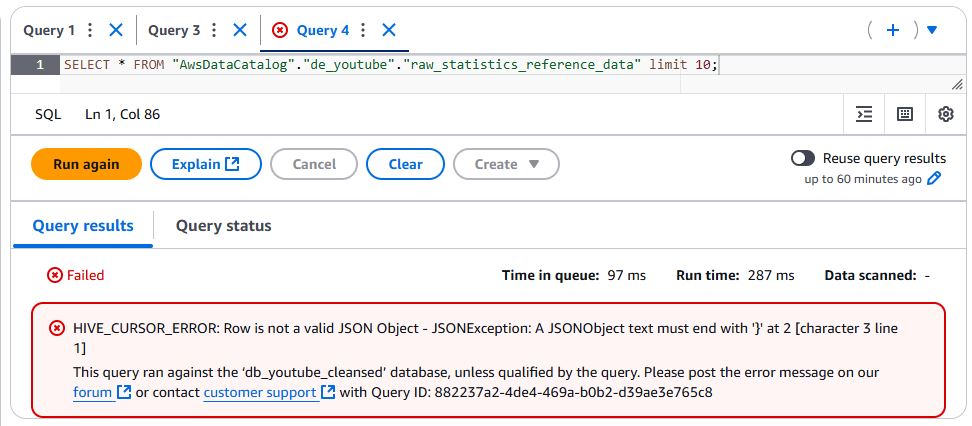 Query 1 Query 3 Query 4
1 SELECT * FROM "AwsDataCatalog"."de_youtube"."raw_statistics_reference_data" limit 10;
SQL Ln 1, Col 86
Run again Explain Cancel Clear Create Reuse query results
up to 60 minutes ago
Query results Query status
Failed Time in queue: 97 ms Run time: 287 ms Data scanned: -
HIVE_CURSOR_ERROR: Row is not a valid JSON Object - JSONException: A JSONObject text must end with '}' at 2 [character 3 line
1]
This query ran against the ‘db_youtube_cleansed’ database, unless qualified by the query. Please post the error message on our
forum or contact customer support with Query ID: 882237a2-4de4-469a-b0b2-d39ae3e765c8